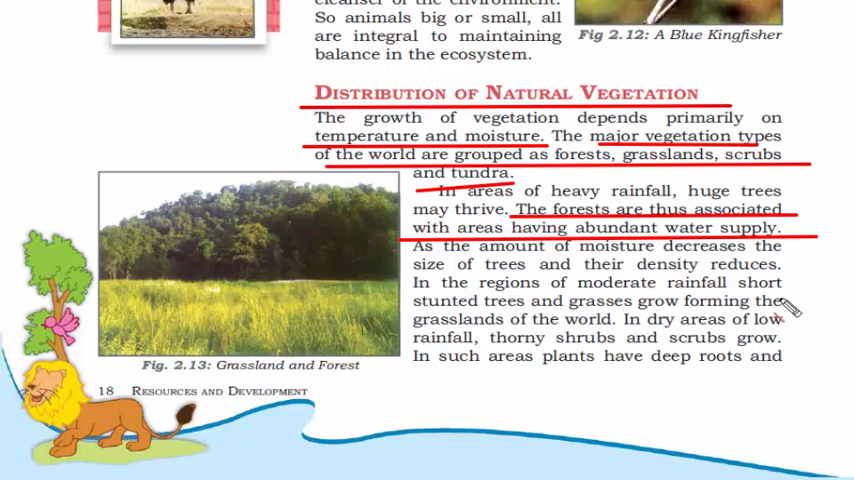 cleanser of the environment.
So animals big or small, all
are integral to maintaining
balance in the ecosystem.
Fig 2.12: A Blue Kingfisher
DISTRIBUTION OF NATURAL VEGETATION
The growth of vegetation depends primarily on
temperature and moisture. The major vegetation types
of the world are grouped as forests, grasslands, scrubs
and tundra.
In areas of heavy rainfall, huge trees
may thrive. The forests are thus associated
with areas having abundant water supply.
As the amount of moisture decreases the
size of trees and their density reduces.
In the regions of moderate rainfall short
stunted trees and grasses grow forming the
grasslands of the world. In dry areas of low
rainfall, thorny shrubs and scrubs grow.
In such areas plants have deep roots and
Fig. 2.13: Grassland and Forest
18 RESOURCES AND DEVELOPMENT